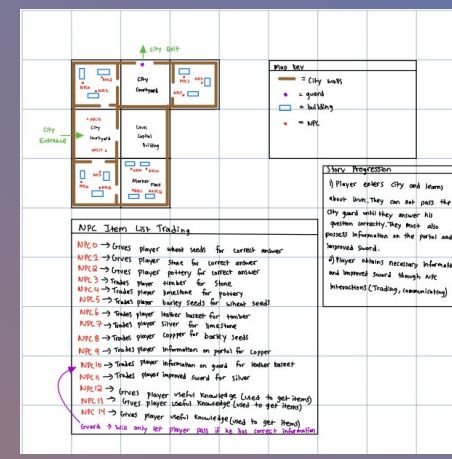 City Exit
City Courtyard
City Entrance
City Courtyard
Uruk Capital Building
Market Place
Map Key
= City walls
= guard
= building
= NPC
Story Progression
1) Player enters city and learns
about Uruk. They can not pass the
city guard until they answer his
question correctly. They must also
possess information on the portal and
improved sword.
2) Player obtains necessary
and improved sword through NPC
interactions (Trading, communicating)
NPC Item List Trading
NPC 0 → Gives player wheat seeds for correct answer
NPC 1 → Gives player stone for correct answer
NPC 2 → Gives player pottery for correct answer
NPC 3 → Trades player timber for stone
NPC 4 → Trades player limestone for pottery
NPC 5 → Trades player barley seeds for wheat seeds
NPC 6 → Trades player leather basket for timber
NPC 7 → Trades player silver for limestone
NPC 8 → Trades player copper for barley seeds
NPC 9 → Trades player information on portal for copper
NPC 10 → Trades player information on guard for leather basket
NPC 11 → Trades player improved sword for silver
NPC 12 → Gives player useful knowledge (used to get items)
NPC 13 → Gives player useful knowledge (used to get items)
NPC 14 → Gives player useful knowledge (used to get items)
Guard → Will only let player pass if he has correct information